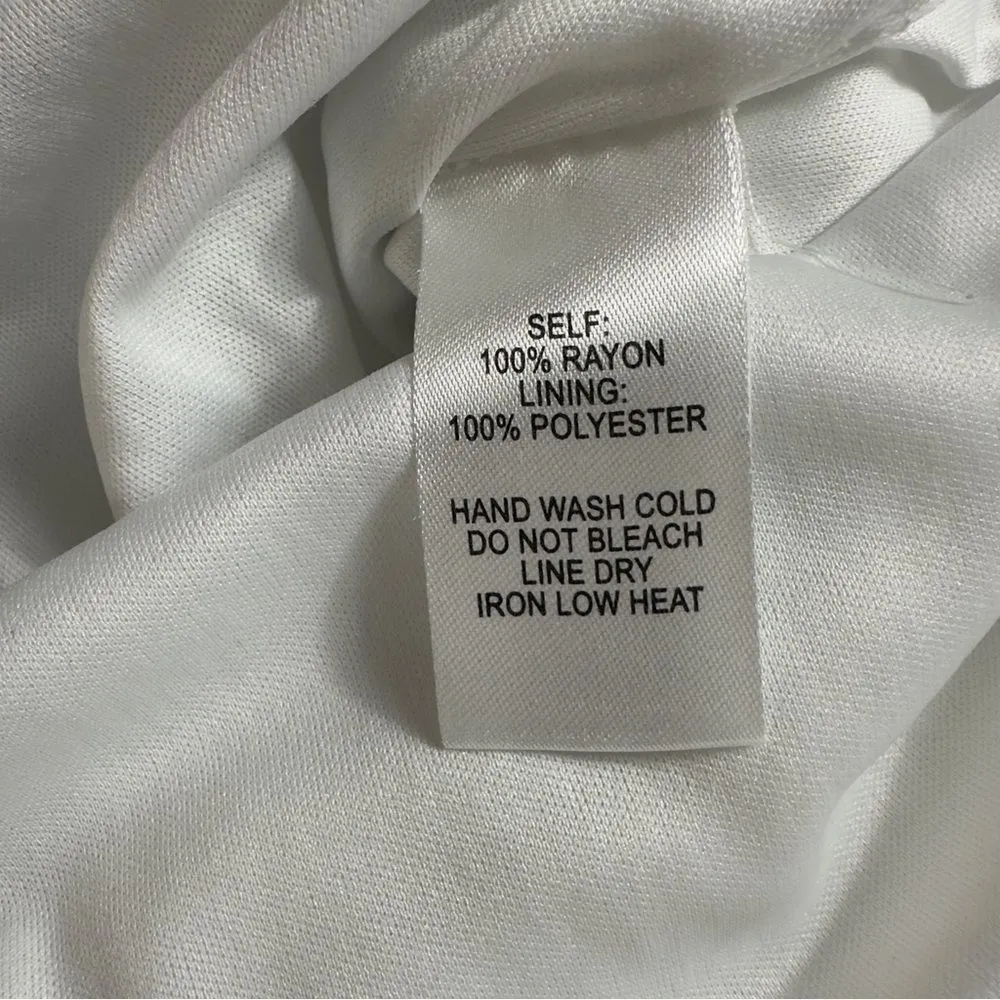 SELF:
100% RAYON
LINING:
100% POLYESTER
HAND WASH COLD
DO NOT BLEACH
LINE DRY
IRON LOW HEAT